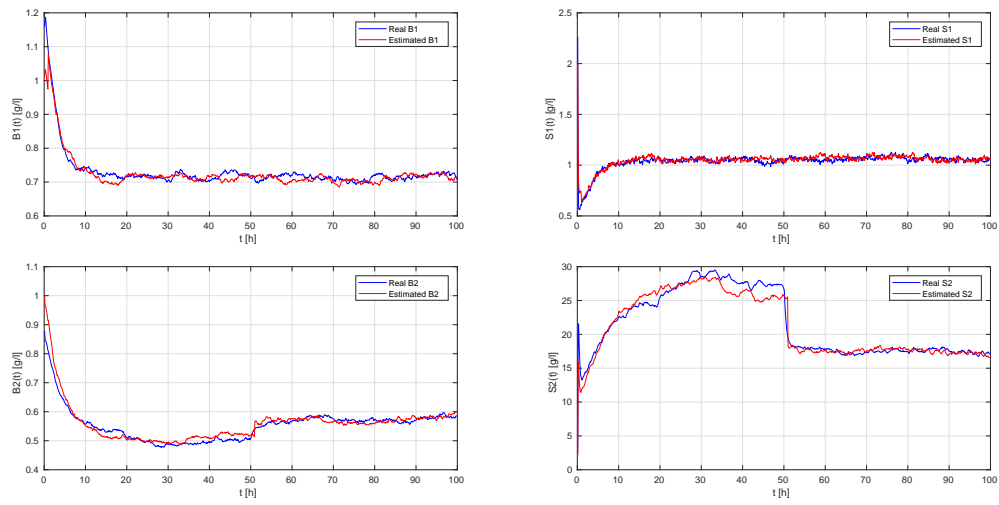 1.2
1.1
1
0.9
0.8
0.7
0.6
B1(t) [g/l]
0 10 20 30 40 50 60 70 80 90 100
t [h]
Real B1
Estimated B1
2.5
2
1.5
1
0.5
S1(t) [g/l]
0 10 20 30 40 50 60 70 80 90 100
t [h]
Real S1
Estimated S1
1.1
1
0.9
0.8
0.7
0.6
0.5
0.4
B2(t) [g/l]
0 10 20 30 40 50 60 70 80 90 100
t [h]
Real B2
Estimated B2
30
25
20
15
10
5
0
S2(t) [g/l]
0 10 20 30 40 50 60 70 80 90 100
t [h]
Real S2
Estimated S2